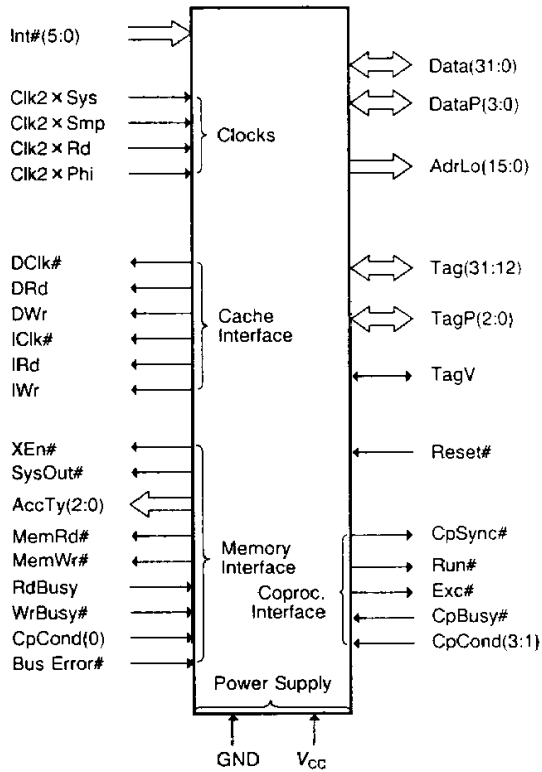 Int#(5:0)
Clk2×Sys
Clk2×Smp
Clk2×Rd
Clk2×Phi
Clocks
DClk#
DRd
DWr
IClk#
IRd
IWr
Cache
Interface
XEn#
SysOut#
AccTy(2:0)
MemRd#
MemWr#
RdBusy
WrBusy#
CpCond(0)
Bus Error#
Memory
Interface
Data(31:0)
DataP(3:0)
AdrLo(15:0)
Tag(31:12)
TagP(2:0)
TagV
Reset#
CpSync#
Run#
Exc#
CpBusy#
CpCond(3:1)
Coproc.
Interface
Power Supply
GND
VCC